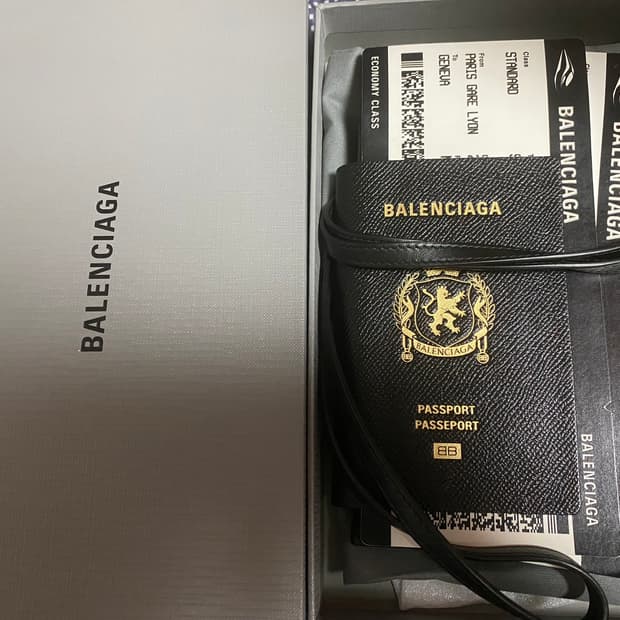 BALENCIAGA
Class
STANDARD
From
PARIS GARE LYON
To
GENEVA
ECONOMY CLASS
BALENCIAGA
BALENCIAGA
BALENCIAGA
BALENCIAGA
PASSPORT
PASSEPORT
BB
BALENCIAGA